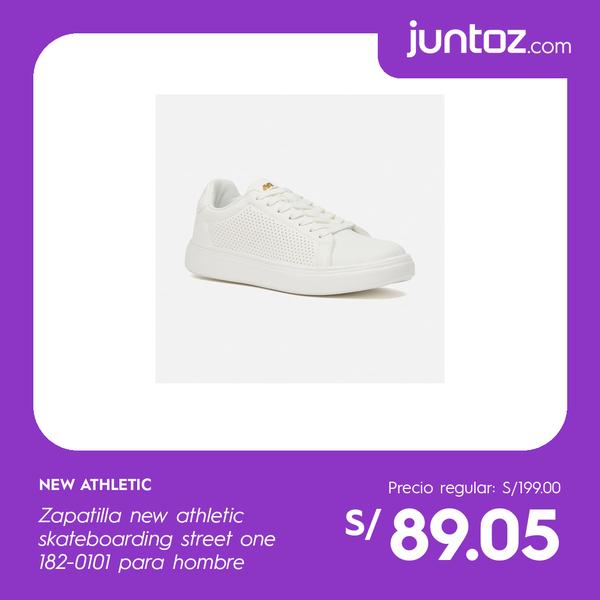 juntoz.com
NEW ATHLETIC
Zapatilla new athletic
skateboarding street one
182-0101 para hombre
Precio regular: S/199.00
S/ 89.05